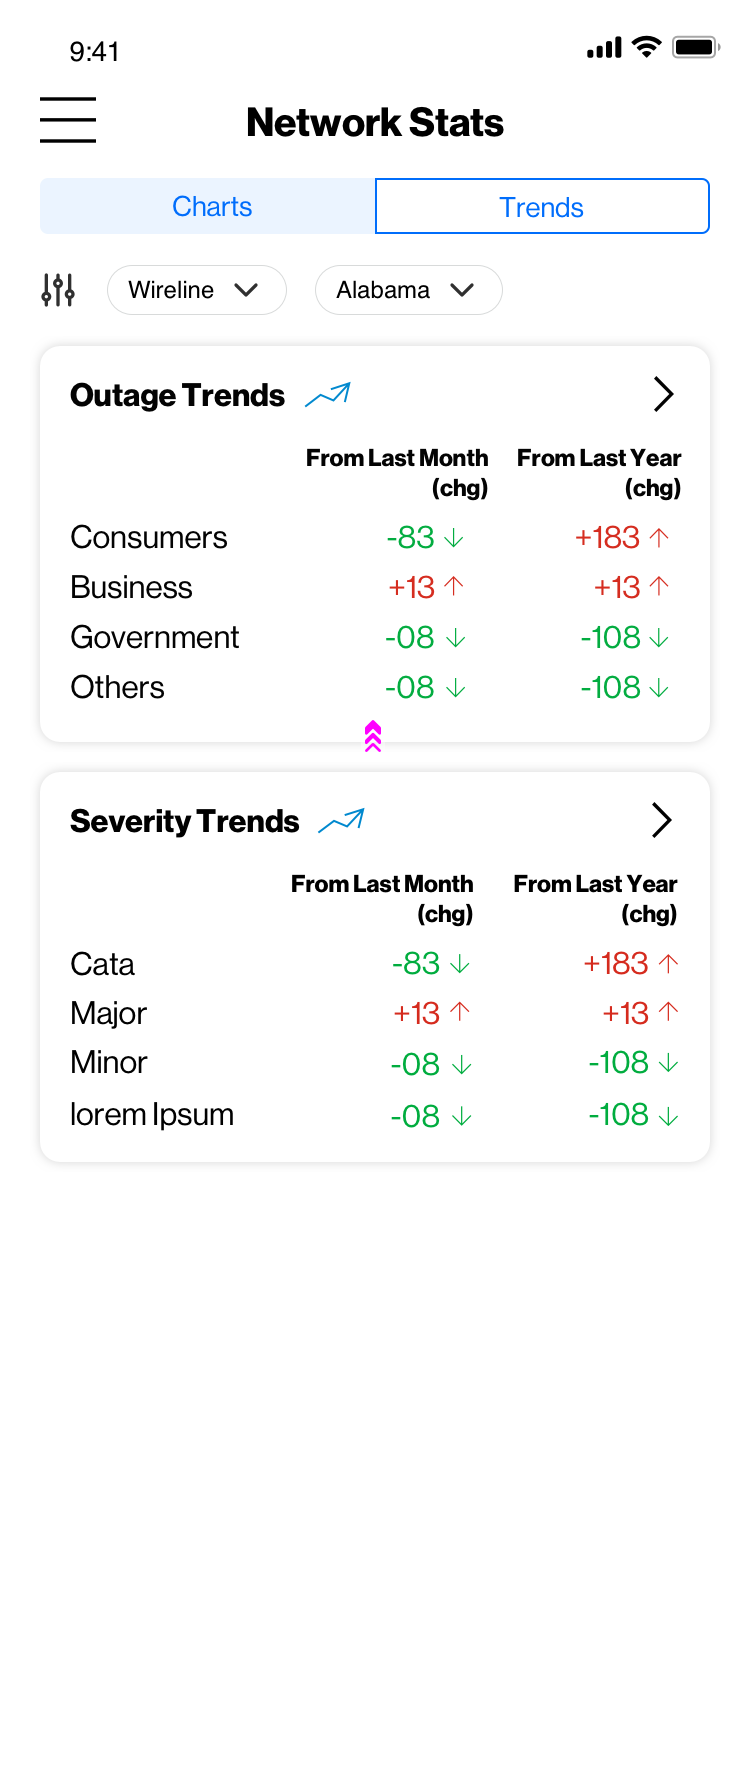 9:41
Network Stats
Charts Trends
Wireline Alabama
Outage Trends
From Last Month From Last Year
(chg) (chg)
Consumers -83 ↓ +183 ↑
Business +13 ↑ +13 ↑
Government -08 ↓ -108 ↓
Others -08 ↓ -108 ↓
Severity Trends
From Last Month From Last Year
(chg) (chg)
Cata -83 ↓ +183 ↑
Major +13 ↑ +13 ↑
Minor -08 ↓ -108 ↓
lorem Ipsum -08 ↓ -108 ↓